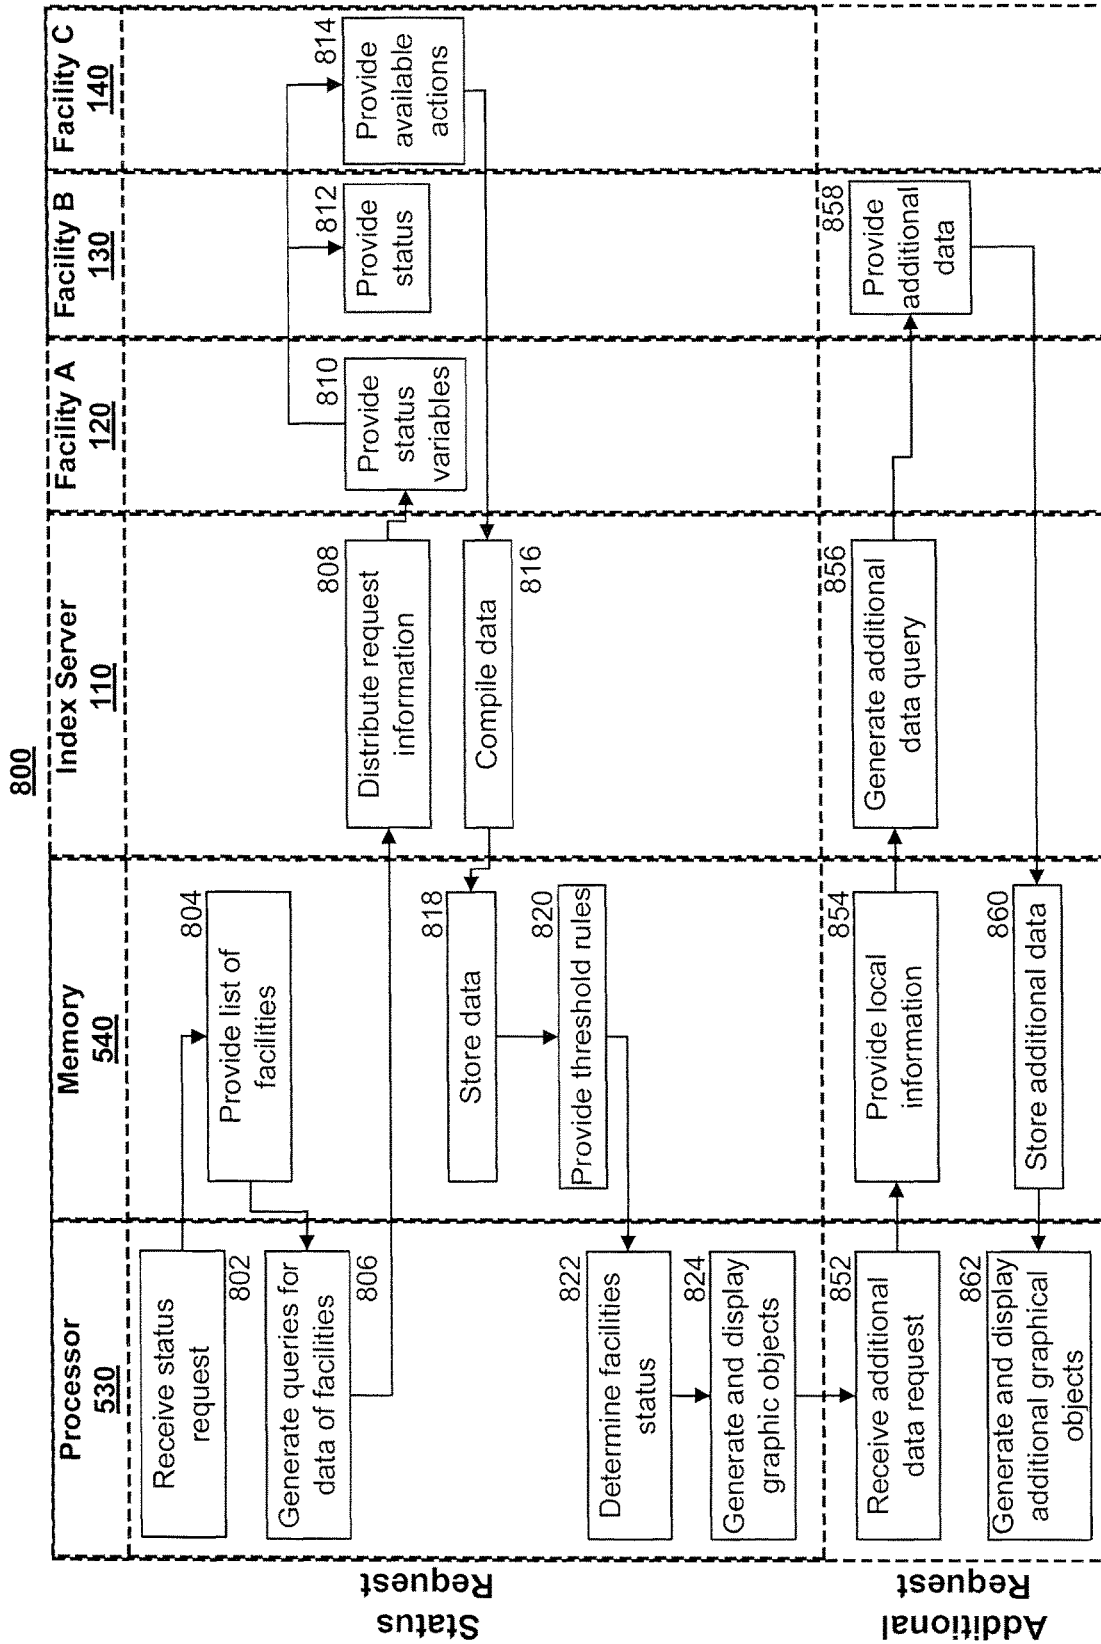 800
Processor
530
Memory
540
Index Server
110
Facility A
120
Facility B
130
Facility C
140
Status
Request
Receive status
request
802
804
Provide list of
facilities
Generate queries for
data of facilities
806
808
Distribute request
information
810
Provide
status
variables
812
Provide
status
814
Provide
available
actions
Compile data
816
818
Store data
820
Provide threshold rules
822
Determine facilities
status
824
Generate and display
graphic objects
Additional
Request
852
Receive additional
data request
854
Provide local
information
856
Generate additional
data query
858
Provide
additional
data
860
Store additional data
862
Generate and display
additional graphical
objects